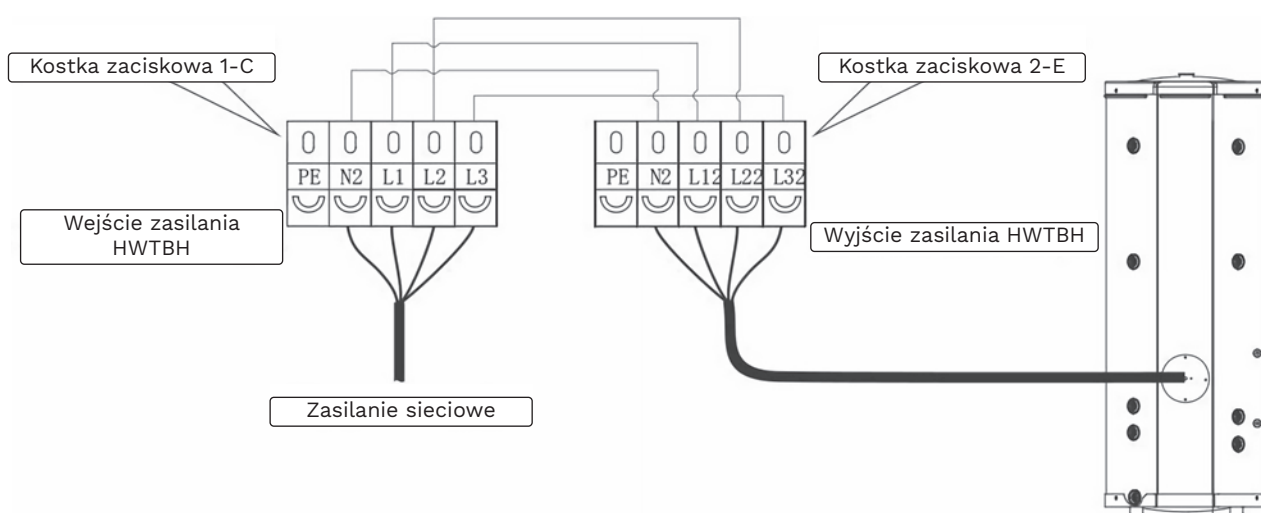 Kostka zaciskowa 1-C
Kostka zaciskowa 2-E
PE N2 L1 L2 L3
PE N2 L12 L22 L32
Wejście zasilania
HWTBH
Wyjście zasilania HWTBH
Zasilanie sieciowe